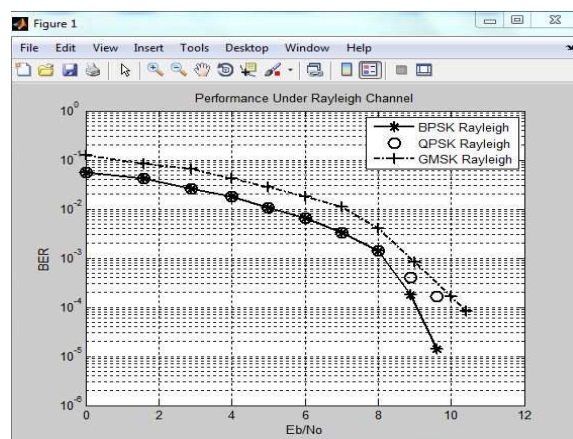 Figure 1
File Edit View Insert Tools Desktop Window Help
Performance Under Rayleigh Channel
10^0
10^-1
10^-2
10^-3
10^-4
10^-5
10^-6
BER
BPSK Rayleigh
QPSK Rayleigh
GMSK Rayleigh
0 2 4 6 8 10 12
Eb/No